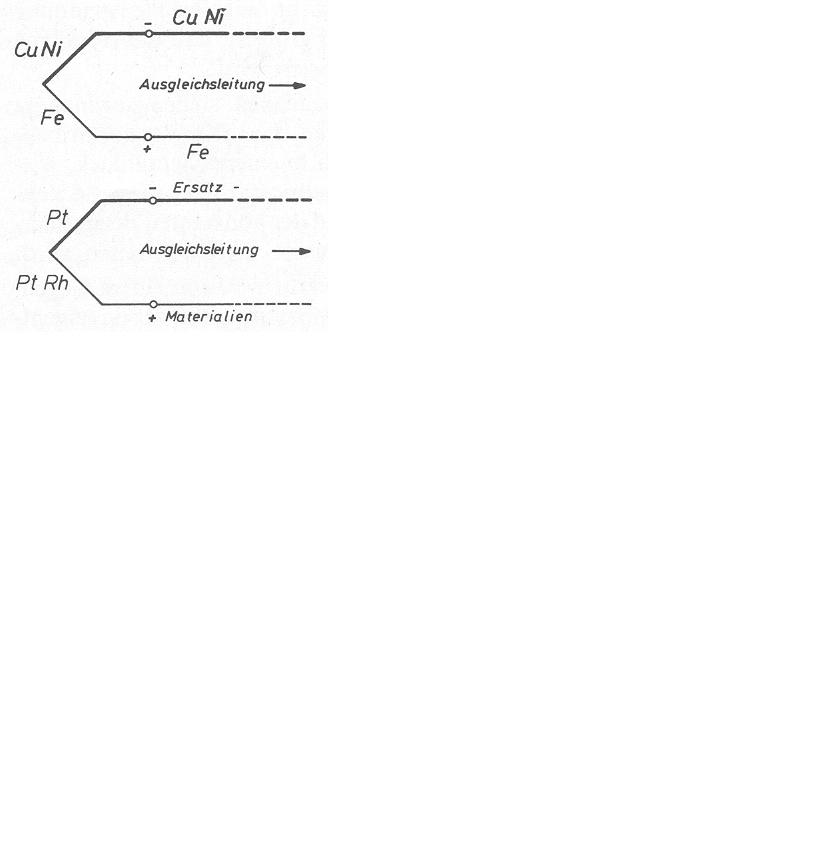 - Cu Ni
Cu Ni
Ausgleichsleitung
Fe
+ Fe
- Ersatz -
Pt
Ausgleichsleitung
Pt Rh
+ Materialien